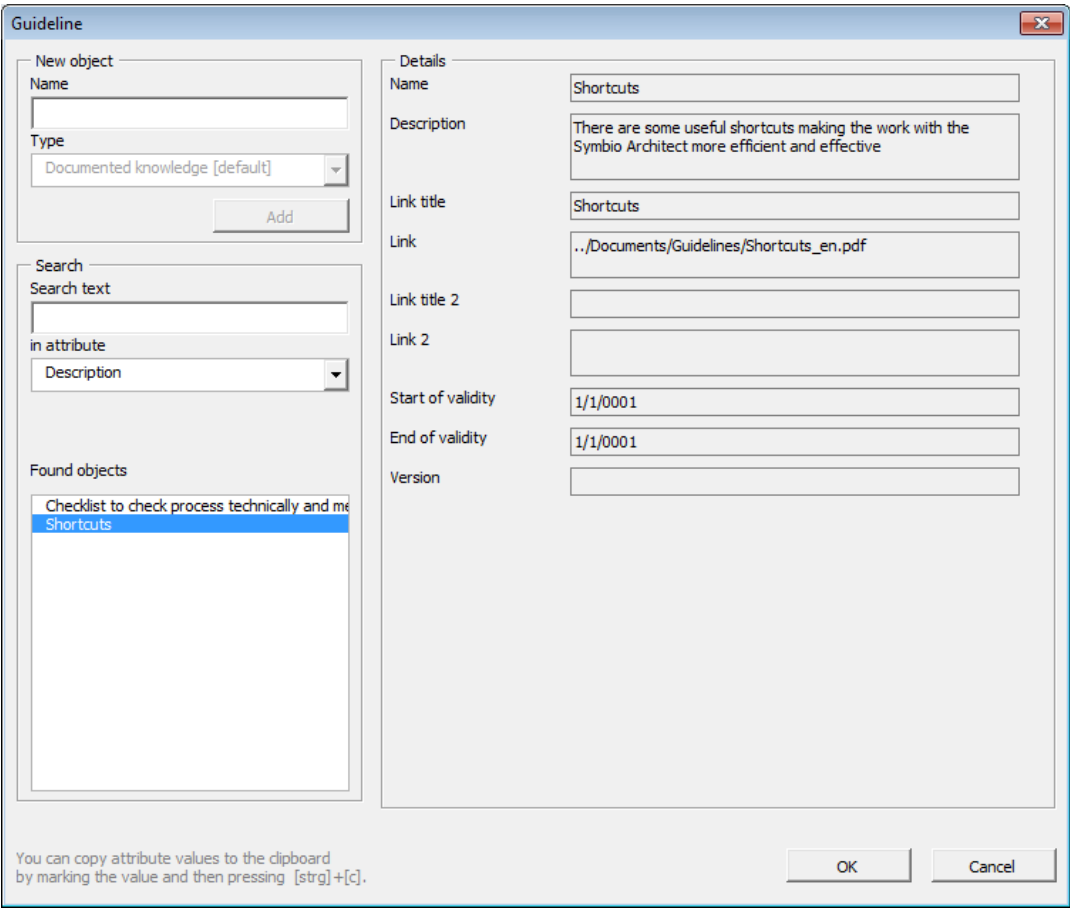 Guideline
New object
Name
Type
Documented knowledge [default]
Add
Search
Search text
in attribute
Description
Found objects
Checklist to check process technically and me
Shortcuts
Details
Name
Shortcuts
Description
There are some useful shortcuts making the work with the
Symbio Architect more efficient and effective
Link title
Shortcuts
Link
../Documents/Guidelines/Shortcuts_en.pdf
Link title 2
Link 2
Start of validity
1/1/0001
End of validity
1/1/0001
Version
You can copy attribute values to the clipboard
by marking the value and then pressing [strg]+[c].
OK
Cancel